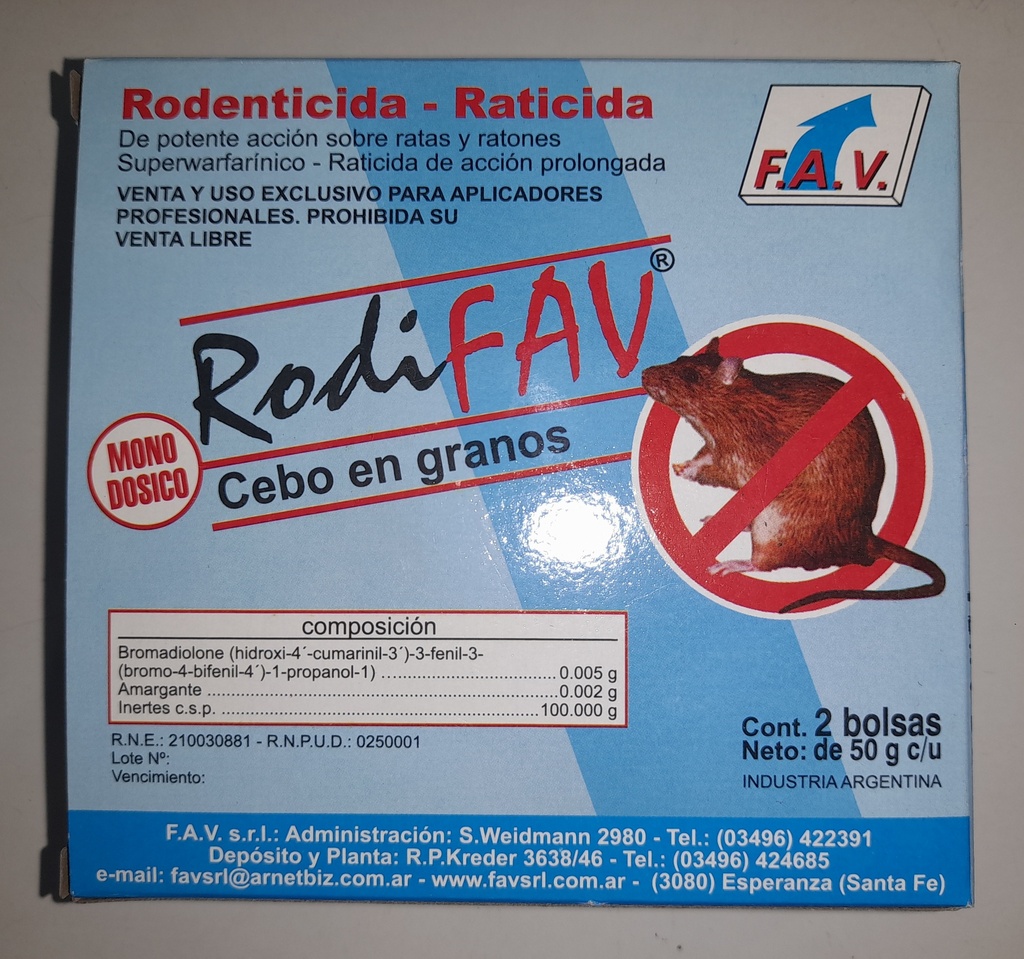 Rodenticida - Raticida
De potente acción sobre ratas y ratones
Superwarfarínico - Raticida de acción prolongada
VENTA Y USO EXCLUSIVO PARA APLICADORES
PROFESIONALES. PROHIBIDA SU
VENTA LIBRE
F.A.V.
RodiFAV®
MONO
DOSICO
Cebo en granos
composición
Bromadiolone (hidroxi-4´-cumarinil-3´)-3-fenil-3-
(bromo-4-bifenil-4´)-1-propanol-1) ................................ 0.005 g
Amargante ................................................................ 0.002 g
Inertes c.s.p. .......................................................... 100.000 g
R.N.E.: 210030881 - R.N.P.U.D.: 0250001
Lote Nº:
Vencimiento:
Cont. 2 bolsas
Neto: de 50 g c/u
INDUSTRIA ARGENTINA
F.A.V. s.r.l.: Administración: S.Weidmann 2980 - Tel.: (03496) 422391
Depósito y Planta: R.P.Kreder 3638/46 - Tel.: (03496) 424685
e-mail: favsrl@arnetbiz.com.ar - www.favsrl.com.ar - (3080) Esperanza (Santa Fe)